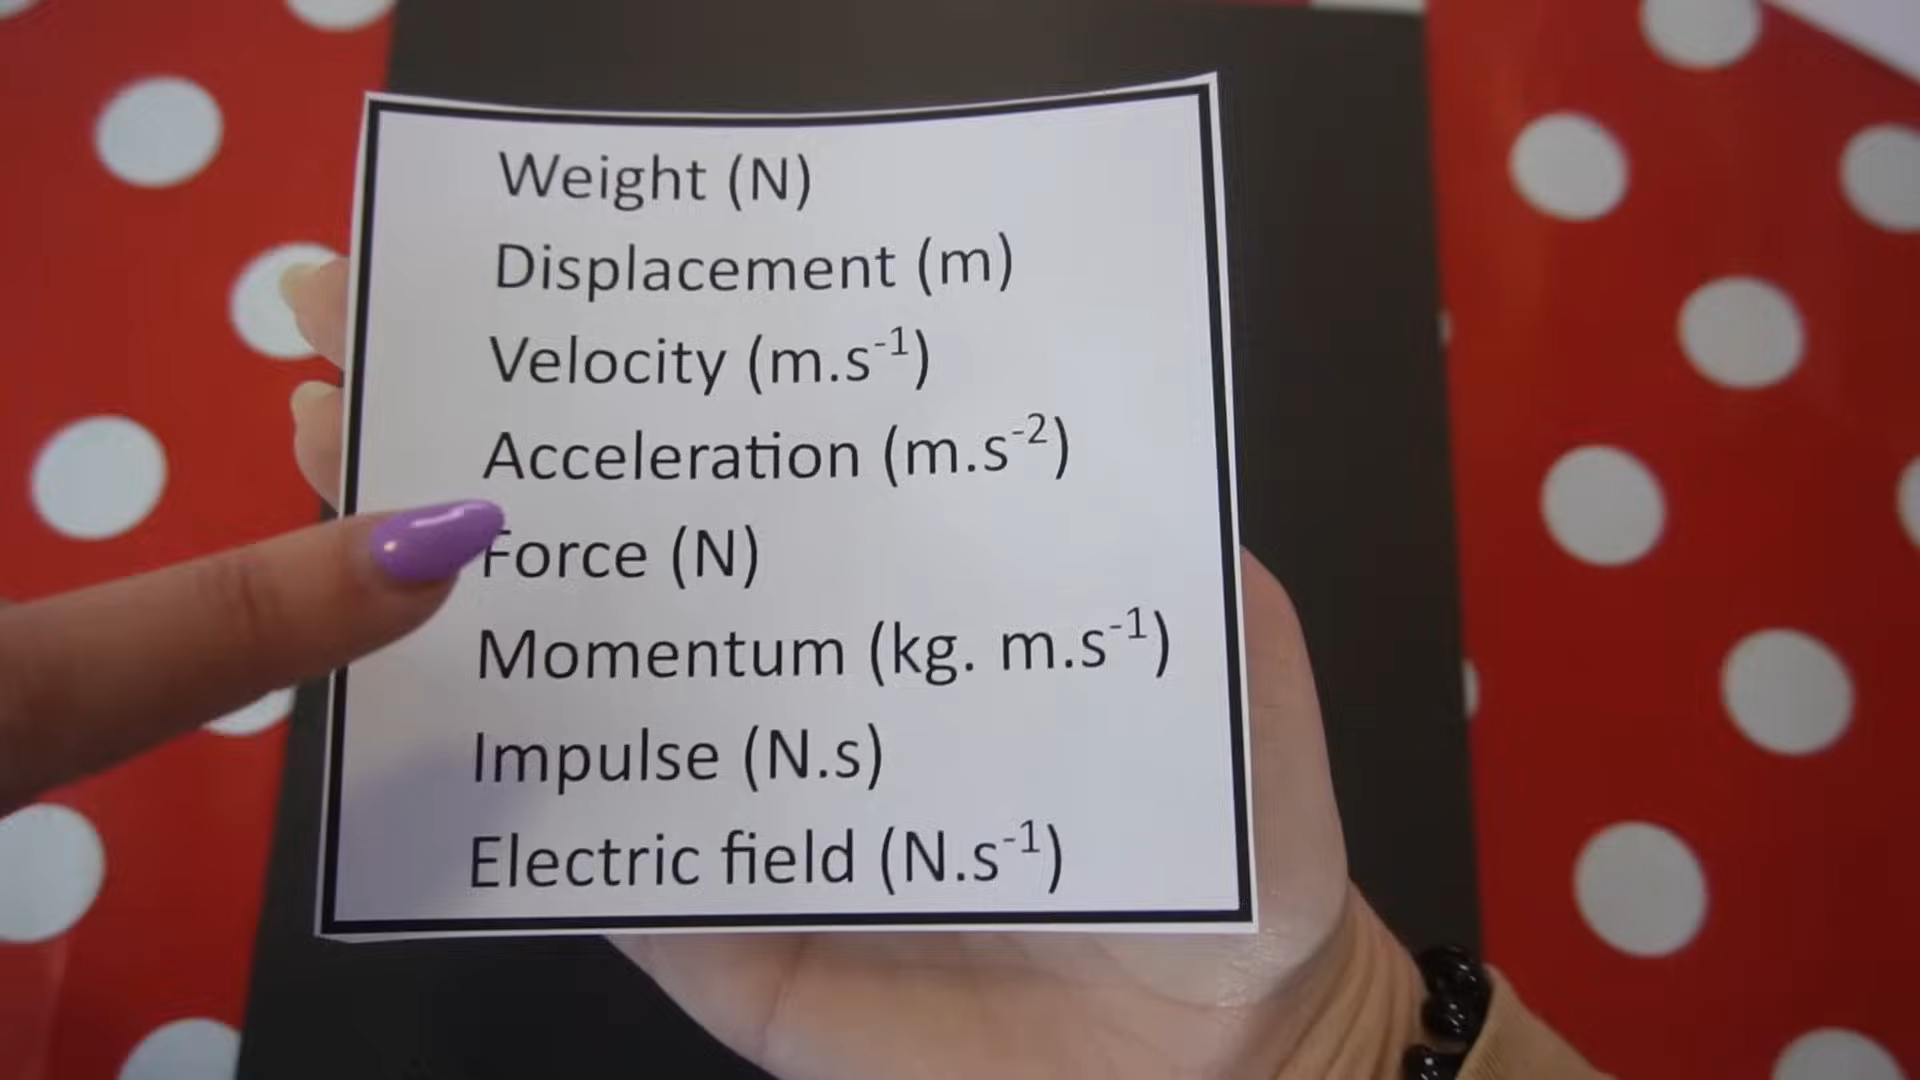 Weight (N)
Displacement (m)
Velocity (m.s⁻¹)
Acceleration (m.s⁻²)
Force (N)
Momentum (kg. m.s⁻¹)
Impulse (N.s)
Electric field (N.s⁻¹)